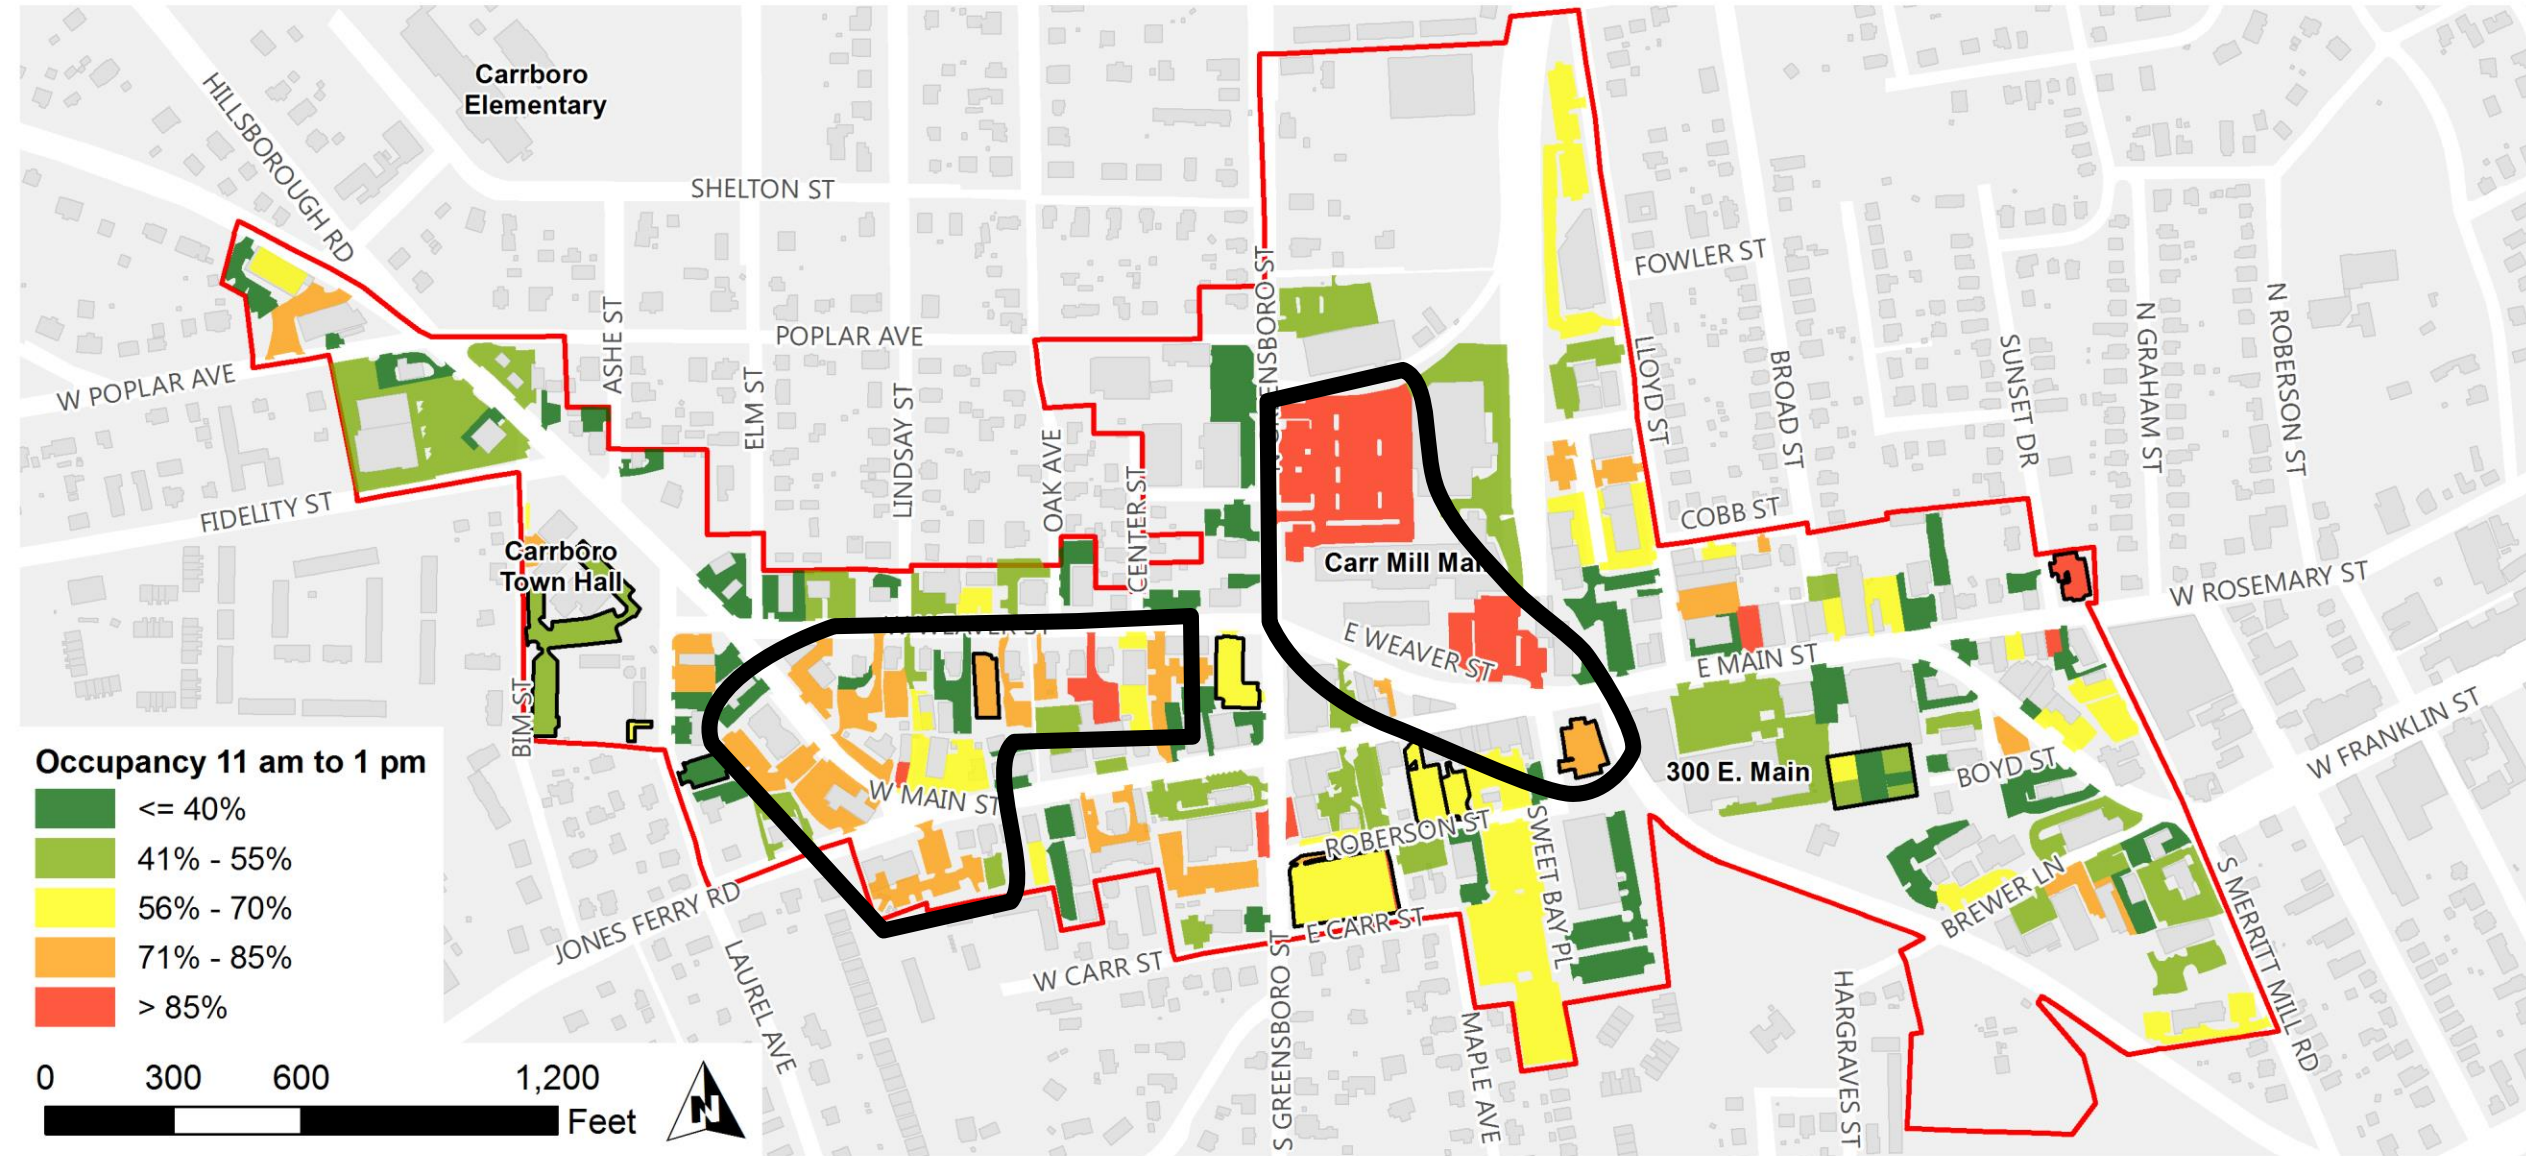 Carrboro
Elementary
HILLSBOROUGH RD
SHELTON ST
FOWLER ST
N GREENSBORO ST
ASHE ST
POPLAR AVE
W POPLAR AVE
ELM ST
LINDSAY ST
OAK AVE
CENTER ST
LLOYD ST
BROAD ST
SUNSET DR
N GRAHAM ST
N ROBERSON ST
FIDELITY ST
COBB ST
Carrboro
Town Hall
Carr Mill Mal
W WEAVER ST
E WEAVER ST
E MAIN ST
W ROSEMARY ST
W FRANKLIN ST
BIM ST
W MAIN ST
300 E. Main
BOYD ST
ROBERSON ST
SWEET BAY PL
JONES FERRY RD
LAUREL AVE
W CARR ST
E CARR ST
S GREENSBORO ST
MAPLE AVE
BREWER LN
HARGRAVES ST
S MERRITT MILL RD
Occupancy 11 am to 1 pm
<= 40%
41% - 55%
56% - 70%
71% - 85%
> 85%
0 300 600 1,200
Feet
N